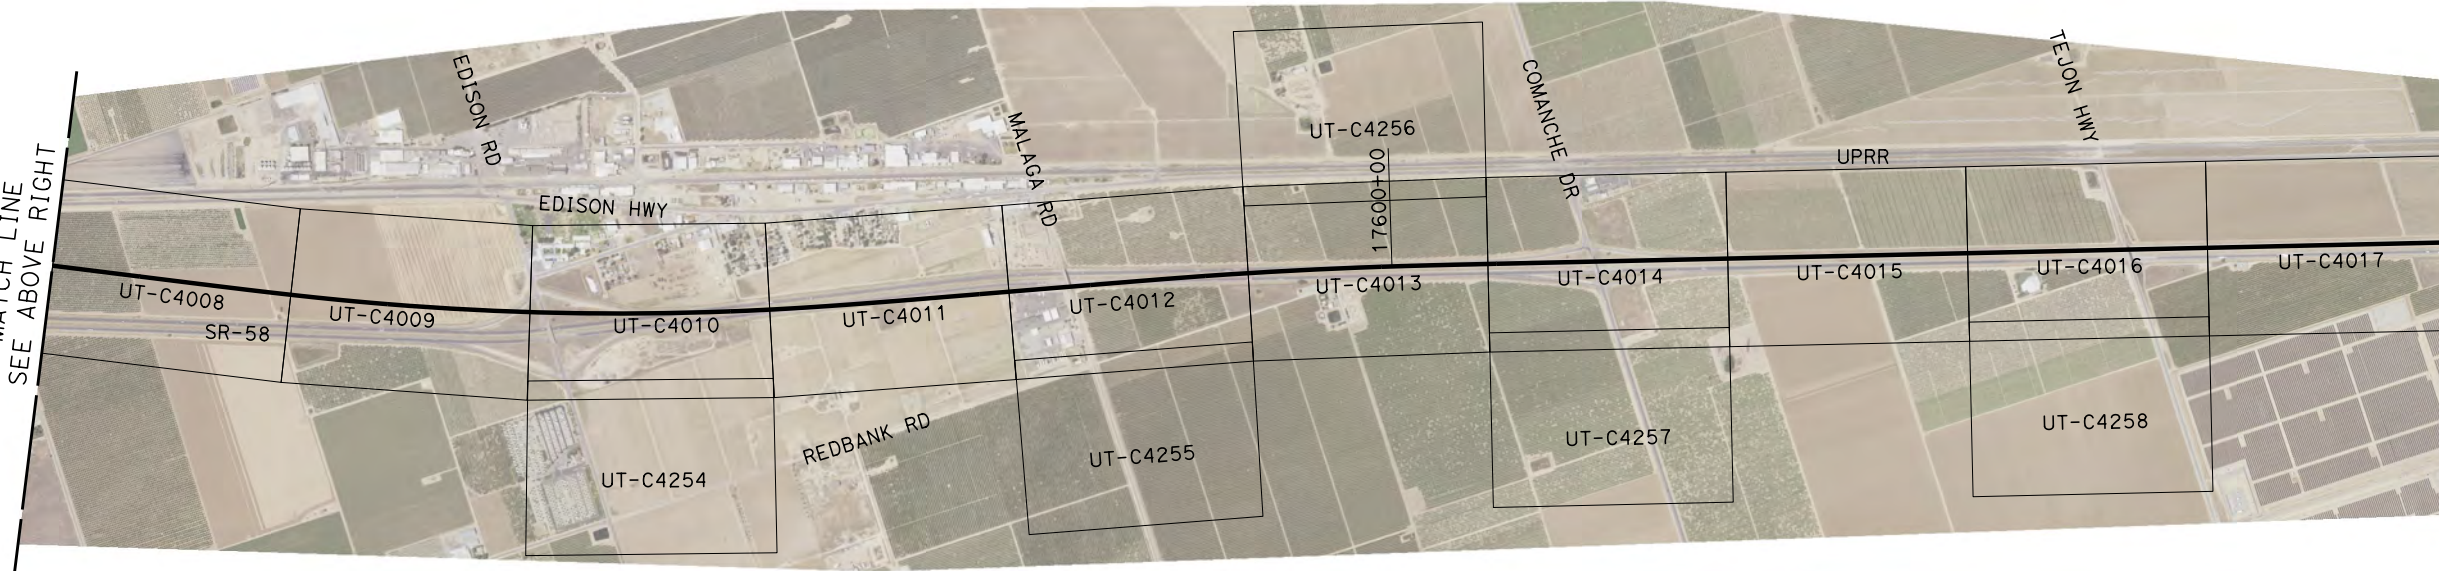 MATCH LINE
SEE ABOVE RIGHT
EDISON RD
MALAGA RD
COMANCHE DR
TEJON HWY
UT-C4256
17600+00
UPRR
EDISON HWY
UT-C4008
SR-58
UT-C4009
UT-C4010
UT-C4011
UT-C4012
UT-C4013
UT-C4014
UT-C4015
UT-C4016
UT-C4017
REDBANK RD
UT-C4254
UT-C4255
UT-C4257
UT-C4258